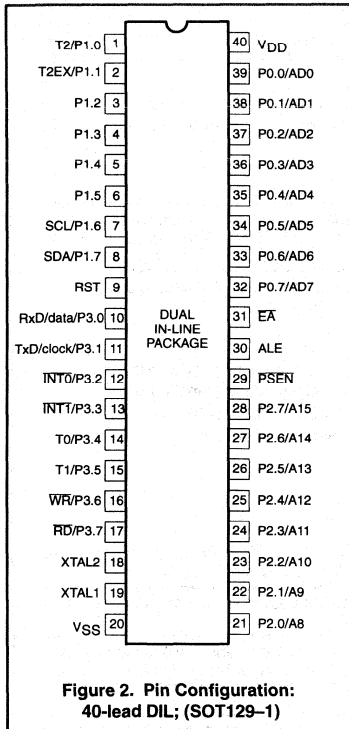 T2/P1.0 1 40 VDD
T2EX/P1.1 2 39 P0.0/AD0
P1.2 3 38 P0.1/AD1
P1.3 4 37 P0.2/AD2
P1.4 5 36 P0.3/AD3
P1.5 6 35 P0.4/AD4
SCL/P1.6 7 34 P0.5/AD5
SDA/P1.7 8 33 P0.6/AD6
RST 9 32 P0.7/AD7
RxD/data/P3.0 10 31 E̅A̅
TxD/clock/P3.1 11 30 ALE
DUAL
IN-LINE
PACKAGE
I̅N̅T̅0̅/P3.2 12 29 P̅S̅E̅N̅
I̅N̅T̅1̅/P3.3 13 28 P2.7/A15
T0/P3.4 14 27 P2.6/A14
T1/P3.5 15 26 P2.5/A13
W̅R̅/P3.6 16 25 P2.4/A12
R̅D̅/P3.7 17 24 P2.3/A11
XTAL2 18 23 P2.2/A10
XTAL1 19 22 P2.1/A9
VSS 20 21 P2.0/A8
Figure 2. Pin Configuration:
40-lead DIL; (SOT129–1)